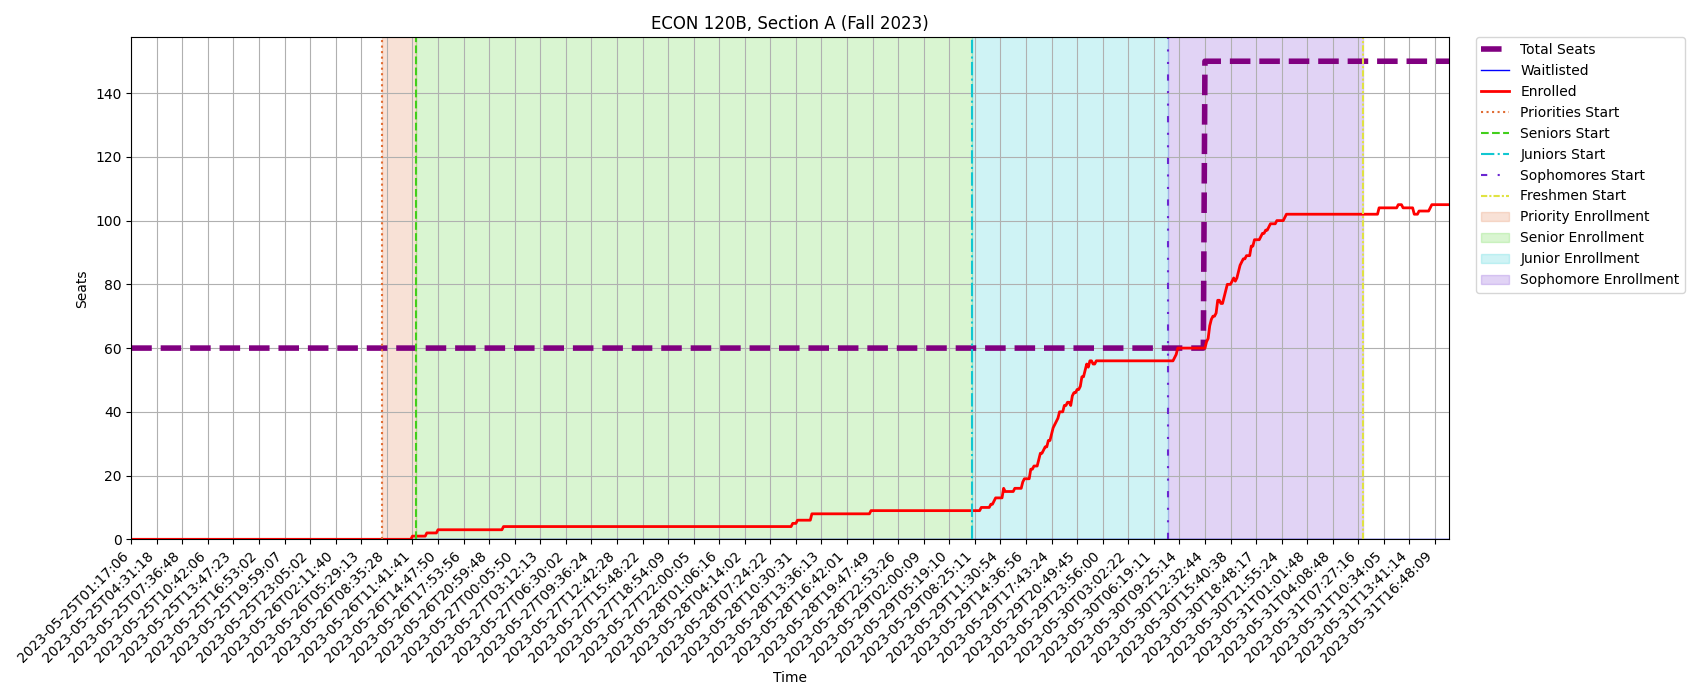 ECON 120B, Section A (Fall 2023)
Total Seats
Waitlisted
Enrolled
Priorities Start
Seniors Start
Juniors Start
Sophomores Start
Freshmen Start
Priority Enrollment
Senior Enrollment
Junior Enrollment
Sophomore Enrollment
Seats
140
120
100
80
60
40
20
0
2023-05-25T01:17:06
2023-05-25T04:31:18
2023-05-25T07:36:48
2023-05-25T10:42:06
2023-05-25T13:47:23
2023-05-25T16:53:02
2023-05-25T19:59:07
2023-05-25T23:05:02
2023-05-26T02:11:40
2023-05-26T05:29:13
2023-05-26T08:35:28
2023-05-26T11:41:41
2023-05-26T14:47:50
2023-05-26T17:53:56
2023-05-26T20:59:48
2023-05-27T00:05:50
2023-05-27T03:12:13
2023-05-27T06:30:02
2023-05-27T09:36:24
2023-05-27T12:42:28
2023-05-27T15:48:22
2023-05-27T18:54:09
2023-05-27T22:00:05
2023-05-28T01:06:16
2023-05-28T04:14:02
2023-05-28T07:24:22
2023-05-28T10:30:31
2023-05-28T13:36:13
2023-05-28T16:42:01
2023-05-28T19:47:49
2023-05-28T22:53:26
2023-05-29T02:00:09
2023-05-29T05:19:10
2023-05-29T08:25:11
2023-05-29T11:30:54
2023-05-29T14:36:56
2023-05-29T17:43:24
2023-05-29T20:49:45
2023-05-29T23:56:00
2023-05-30T03:02:22
2023-05-30T06:19:11
2023-05-30T09:25:14
2023-05-30T12:32:44
2023-05-30T15:40:38
2023-05-30T18:48:17
2023-05-30T21:55:24
2023-05-31T01:01:48
2023-05-31T04:08:48
2023-05-31T07:27:16
2023-05-31T10:34:05
2023-05-31T13:41:14
2023-05-31T16:48:09
Time